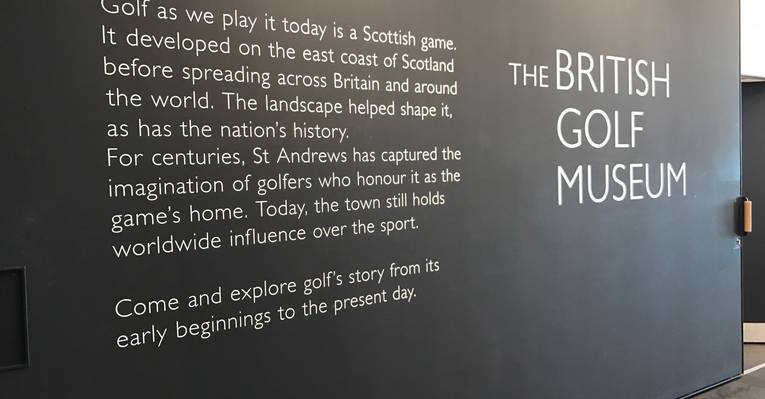 Golf as we play it today is a Scottish game.
It developed on the east coast of Scotland
before spreading across Britain and around
the world. The landscape helped shape it,
as has the nation's history.
For centuries, St Andrews has captured the
imagination of golfers who honour it as the
game's home. Today, the town still holds
worldwide influence over the sport.
Come and explore golf's story from its
early beginnings to the present day.
THE BRITISH
GOLF
MUSEUM